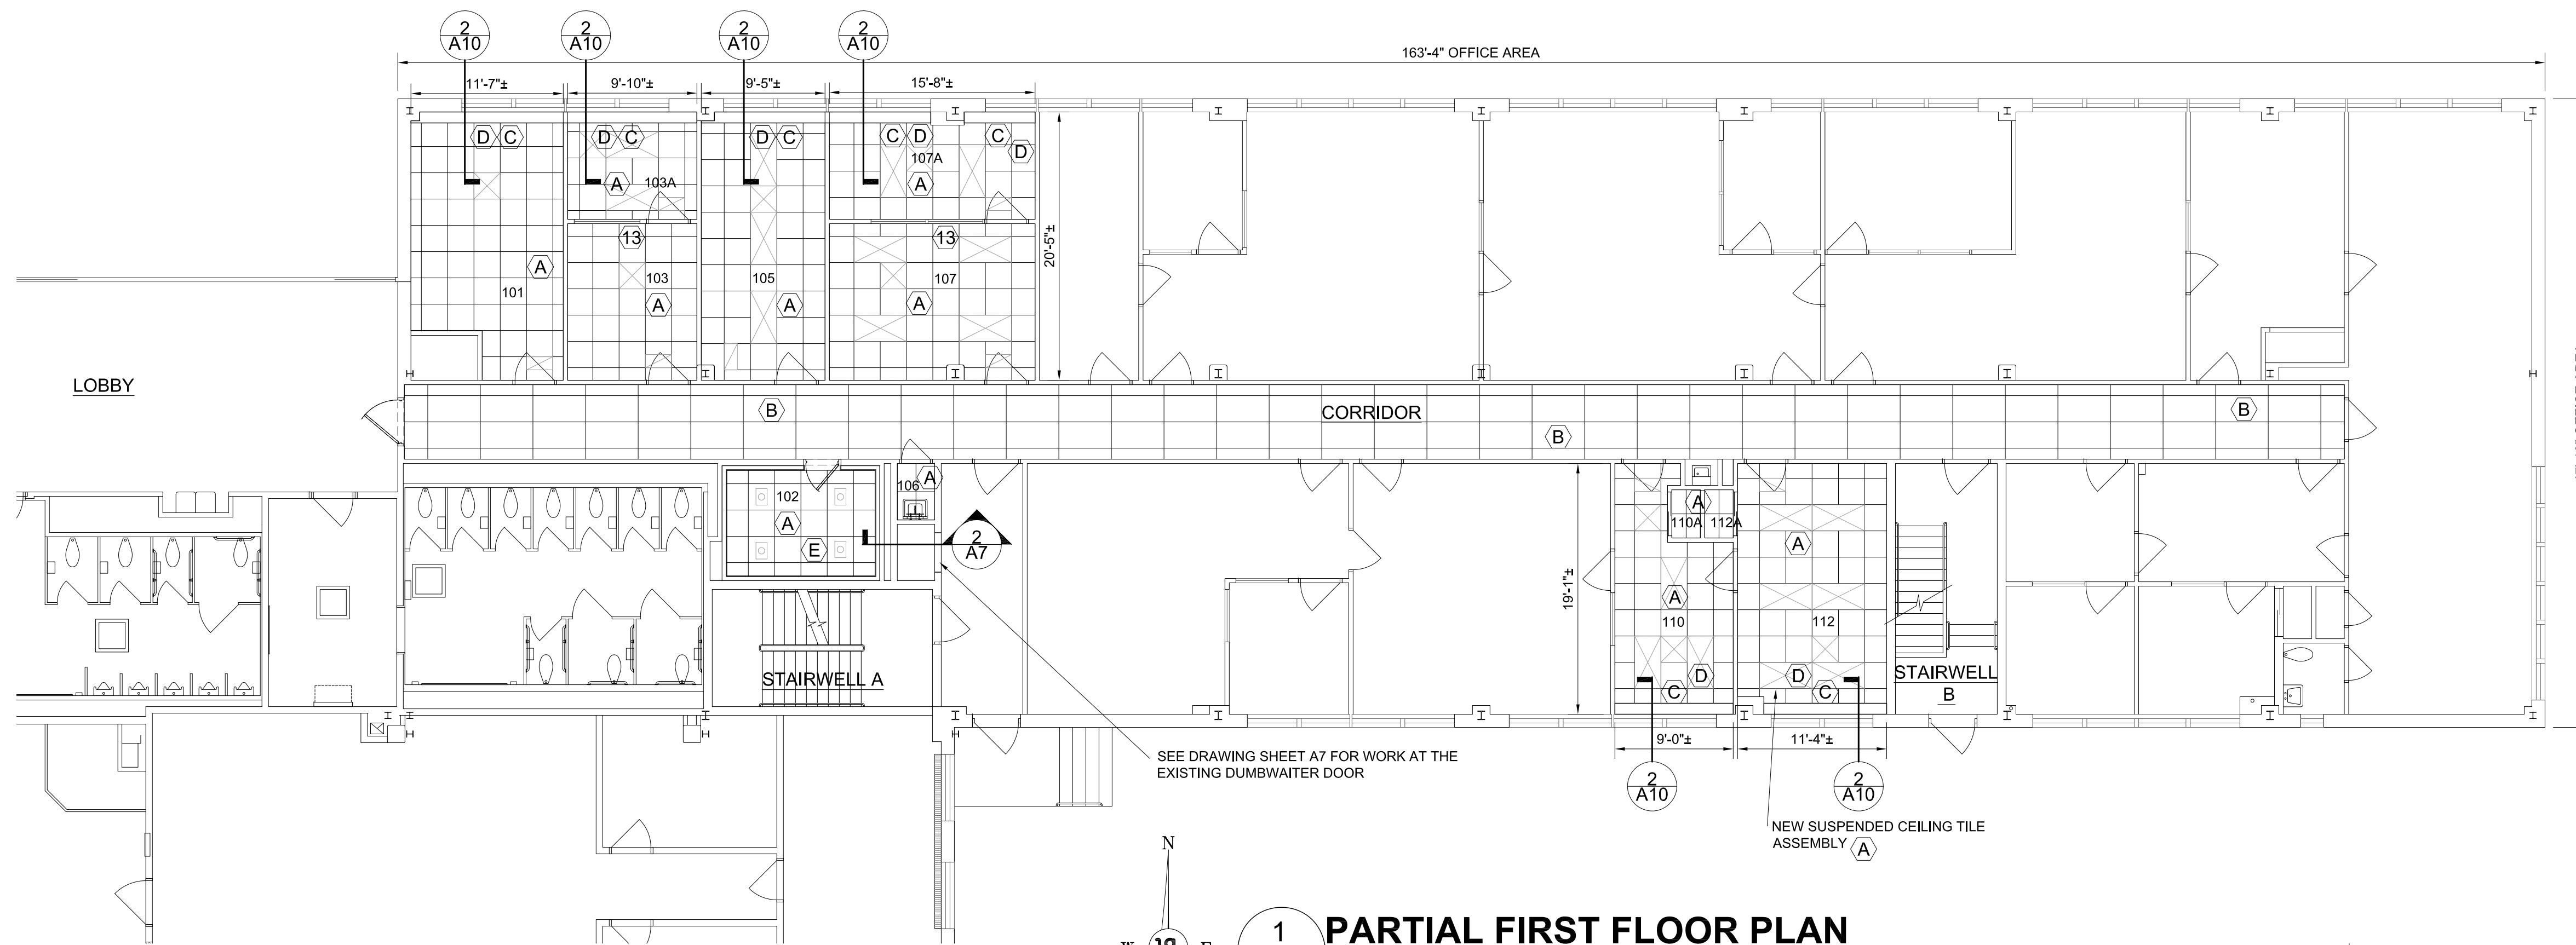 2
A10
2
A10
2
A10
2
A10
163'-4" OFFICE AREA
11'-7"±
9'-10"±
9'-5"±
15'-8"±
D C
D C
D C
C D
C
D
107A
A
103A
A
20'-5"±
13
13
A
103
105
107
101
A
A
A
LOBBY
B
CORRIDOR
B
B
106
A
102
A
E
2
A7
A
110A
112A
A
19'-1"±
A
110
112
D
C
D
C
STAIRWELL A
STAIRWELL
B
9'-0"±
11'-4"±
SEE DRAWING SHEET A7 FOR WORK AT THE
EXISTING DUMBWAITER DOOR
2
A10
2
A10
NEW SUSPENDED CEILING TILE
ASSEMBLY A
N
1
PARTIAL FIRST FLOOR PLAN